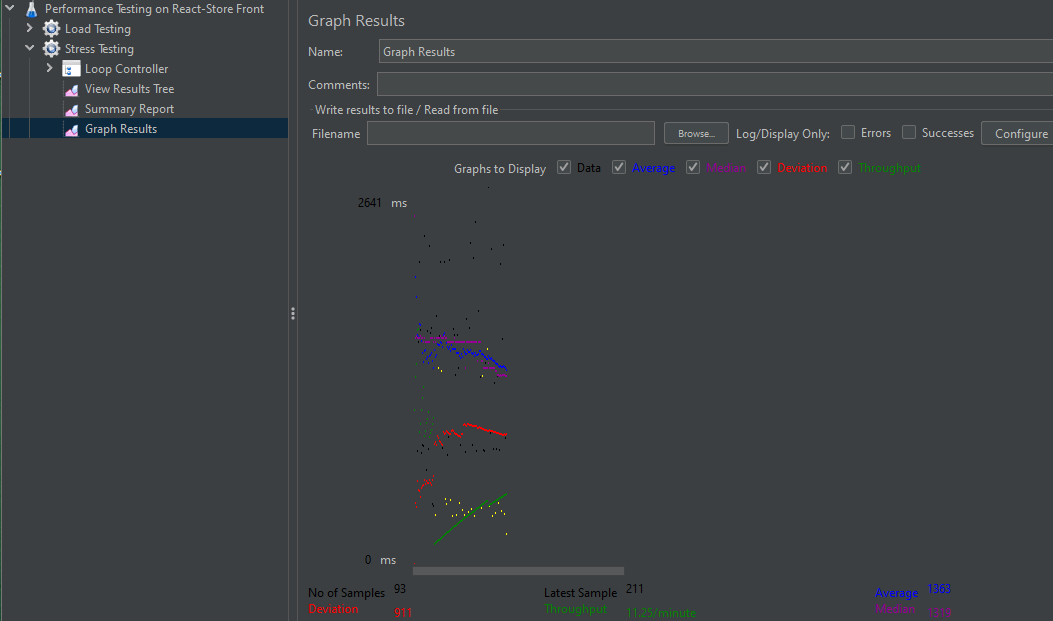 Performance Testing on React-Store Front
Load Testing
Stress Testing
Loop Controller
View Results Tree
Summary Report
Graph Results
Graph Results
Name: Graph Results
Comments:
Write results to file / Read from file
Filename Browse... Log/Display Only: Errors Successes Configure
Graphs to Display Data Average Median Deviation Throughput
2641 ms
0 ms
No of Samples 93 Latest Sample 211 Average 1363
Deviation 911 Throughput 11.25/minute Median